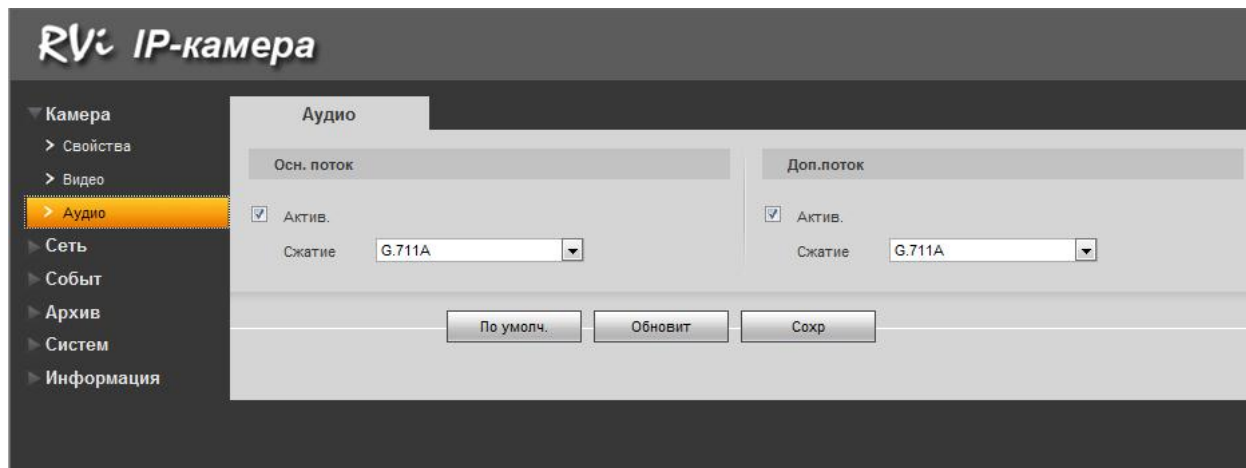 RVi IP-камера
Камера
Свойства
Видео
Аудио
Сеть
Событ
Архив
Систем
Информация
Аудио
Осн. поток
Актив.
Сжатие G.711A
Доп.поток
Актив.
Сжатие G.711A
По умолч. Обновит Сохр